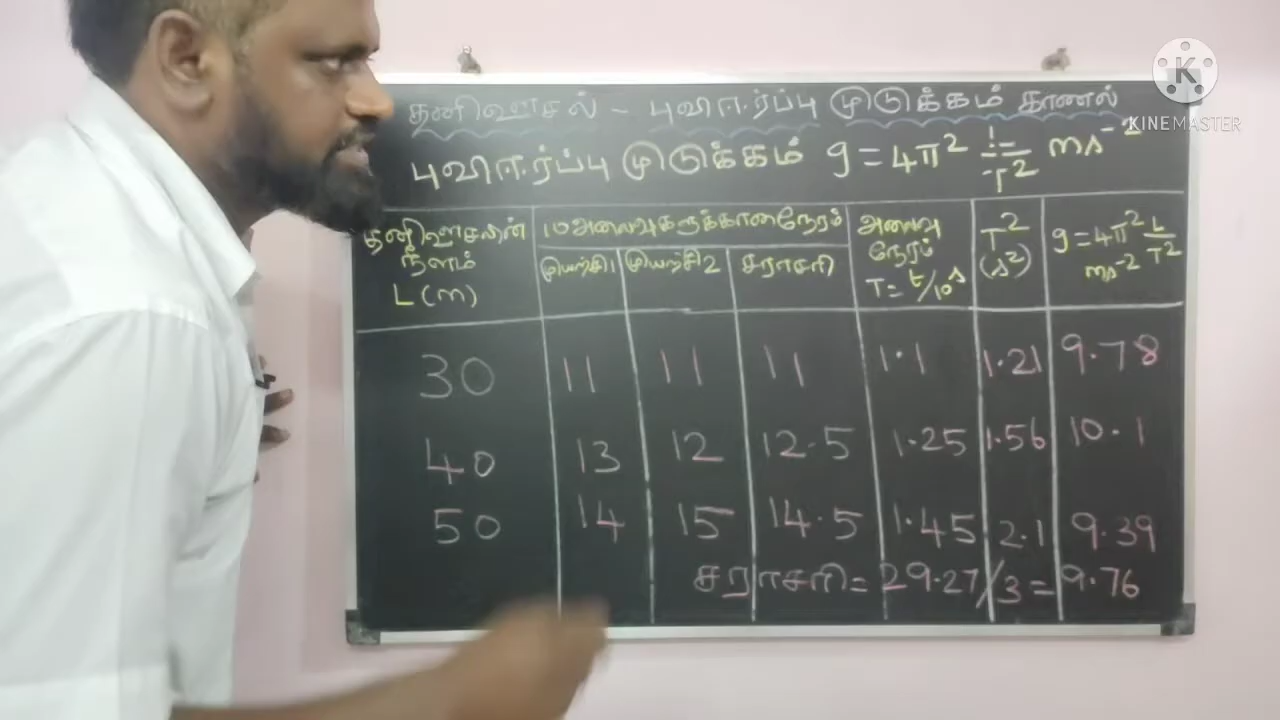 தனிஊசல் - புவிஈர்ப்பு முடுக்கம் காணல்
KINEMASTER
புவிஈர்ப்பு முடுக்கம் g = 4π² L/T² ms⁻²
தனிஊசலின் நீளம் L (m)
10 அலைவுகளுக்கான நேரம்
முயற்சி 1
முயற்சி 2
சராசரி
அலைவு நேரம் T = t/10 s
T² (s²)
g = 4π² L/T² ms⁻²
30 11 11 11 1.1 1.21 9.78
40 13 12 12.5 1.25 1.56 10.1
50 14 15 14.5 1.45 2.1 9.39
சராசரி = 29.27/3 = 9.76